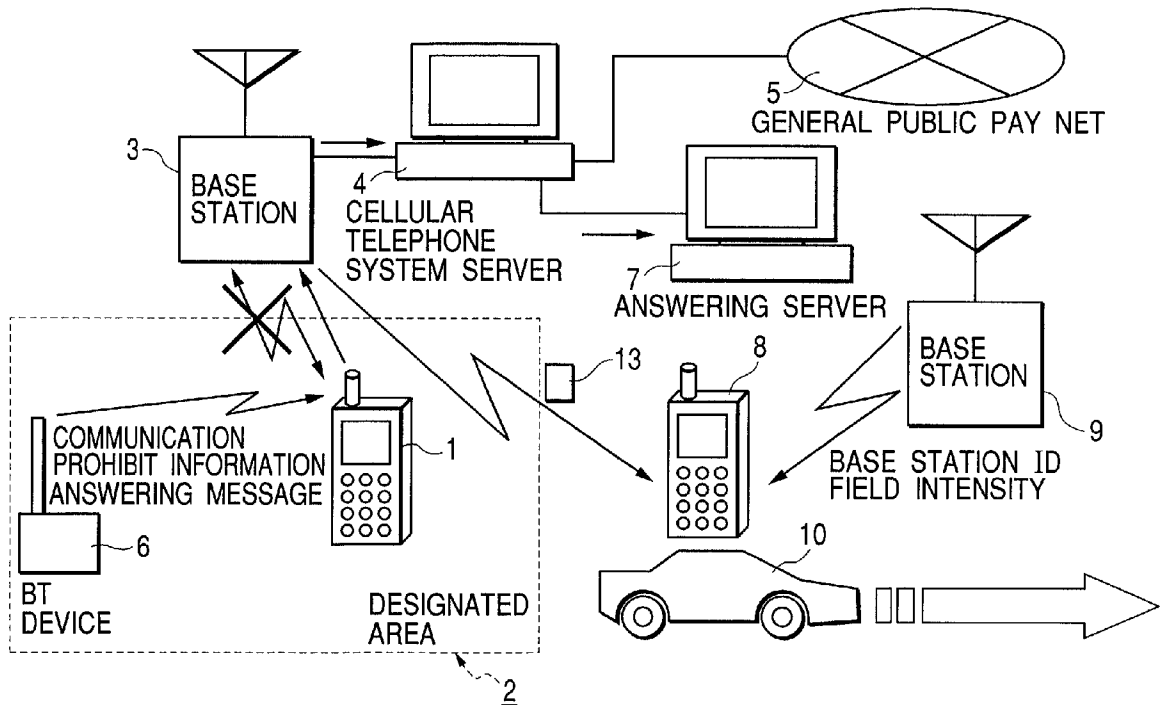 5
GENERAL PUBLIC PAY NET
3
BASE
STATION
4
CELLULAR
TELEPHONE
SYSTEM SERVER
7
ANSWERING SERVER
BASE
STATION
9
BASE STATION ID
FIELD INTENSITY
13
8
1
COMMUNICATION
PROHIBIT INFORMATION
ANSWERING MESSAGE
6
BT
DEVICE
DESIGNATED
AREA
2
10